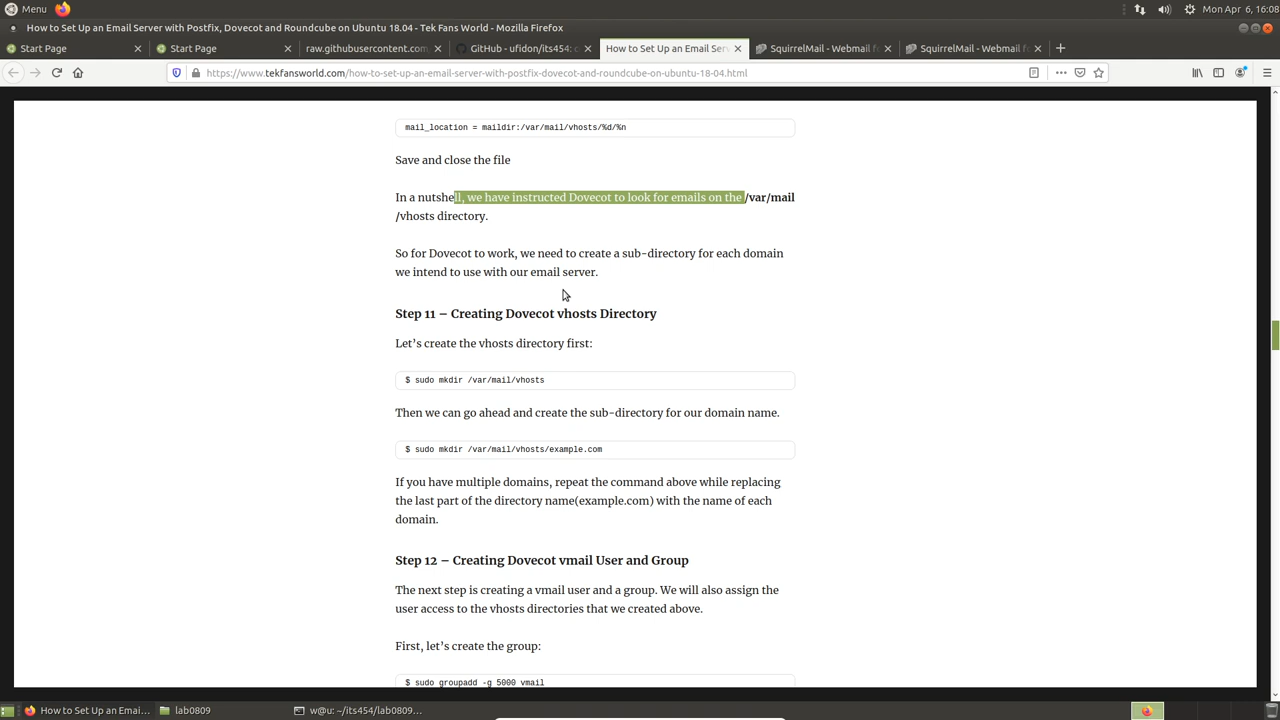 Menu
Mon Apr 6, 16:08
How to Set Up an Email Server with Postfix, Dovecot and Roundcube on Ubuntu 18.04 - Tek Fans World - Mozilla Firefox
Start Page
Start Page
raw.githubusercontent.com
GitHub - ufidon/its454: c
How to Set Up an Email Ser
SquirrelMail - Webmail f
SquirrelMail - Webmail f
https://www.tekfansworld.com/how-to-set-up-an-email-server-with-postfix-dovecot-and-roundcube-on-ubuntu-18-04.html
mail_location = maildir:/var/mail/vhosts/%d/%n
Save and close the file
In a nutshell, we have instructed Dovecot to look for emails on the /var/mail
/vhosts directory.
So for Dovecot to work, we need to create a sub-directory for each domain
we intend to use with our email server.
Step 11 – Creating Dovecot vhosts Directory
Let’s create the vhosts directory first:
$ sudo mkdir /var/mail/vhosts
Then we can go ahead and create the sub-directory for our domain name.
$ sudo mkdir /var/mail/vhosts/example.com
If you have multiple domains, repeat the command above while replacing
the last part of the directory name(example.com) with the name of each
domain.
Step 12 – Creating Dovecot vmail User and Group
The next step is creating a vmail user and a group. We will also assign the
user access to the vhosts directories that we created above.
First, let’s create the group:
$ sudo groupadd -g 5000 vmail
How to Set Up an Emai...
lab0809
w@u: ~/its454/lab0809...